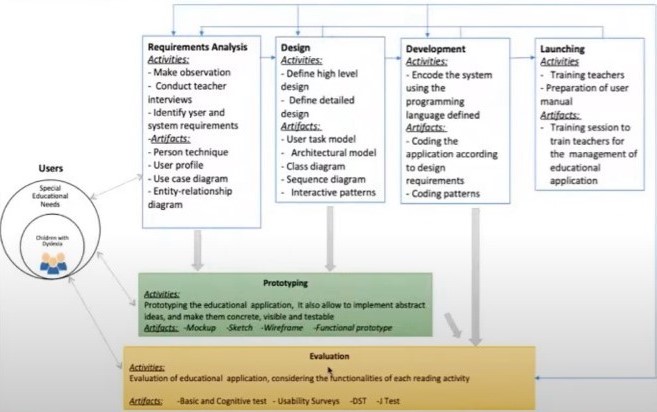 Requirements Analysis
Activities:
- Make observation
- Conduct teacher
interviews
- Identify yser and
system requirements
-Artifacts:
- Person technique
- User profile
- Use case diagram
- Entity-relationship
diagram
Design
Activities:
- Define high level
design
- Define detailed
design
Artifacts:
- User task model
- Architectural model
- Class diagram
- Sequence diagram
- Interactive patterns
Development
Activities:
- Encode the system
using the
programming
language defined
Artifacts:
- Coding the
application according
to design
requirements
- Coding patterns
Launching
Activities
- Training teachers
- Preparation of user
manual
Artifacts:
- Training session to
train teachers for
the management of
educational
application
Users
Special
Educational
Needs
Children with
Dyslexia
Prototyping
Activities:
Prototyping the educational application, it also allow to implement abstract
ideas, and make them concrete, visible and testable
Artifacts: -Mockup -Sketch -Wireframe -Functional prototype
Evaluation
Activities:
Evaluation of educational application, considering the functionalities of each reading activity
Artifacts: -Basic and Cognitive test - Usability Surveys -DST -J Test